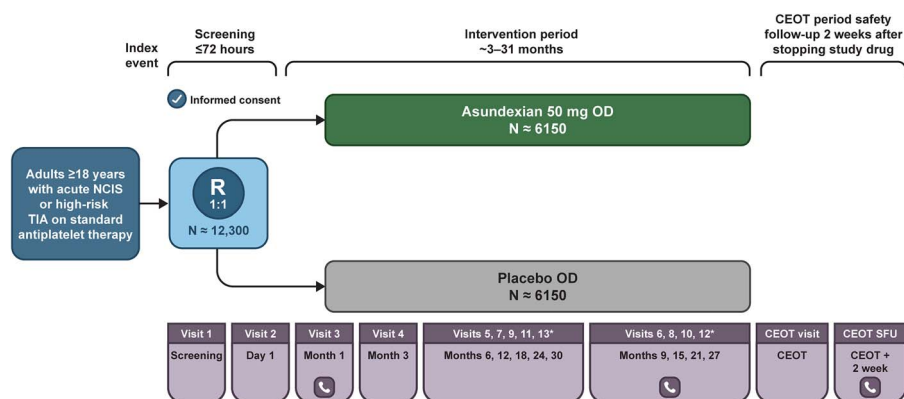 Index
event
Screening
≤72 hours
Intervention period
~3–31 months
CEOT period safety
follow-up 2 weeks after
stopping study drug
Informed consent
Adults ≥18 years
with acute NCIS
or high-risk
TIA on standard
antiplatelet therapy
R
1:1
N ≈ 12,300
Asundexian 50 mg OD
N ≈ 6150
Placebo OD
N ≈ 6150
Visit 1
Screening
Visit 2
Day 1
Visit 3
Month 1
Visit 4
Month 3
Visits 5, 7, 9, 11, 13*
Months 6, 12, 18, 24, 30
Visits 6, 8, 10, 12*
Months 9, 15, 21, 27
CEOT visit
CEOT
CEOT SFU
CEOT +
2 week